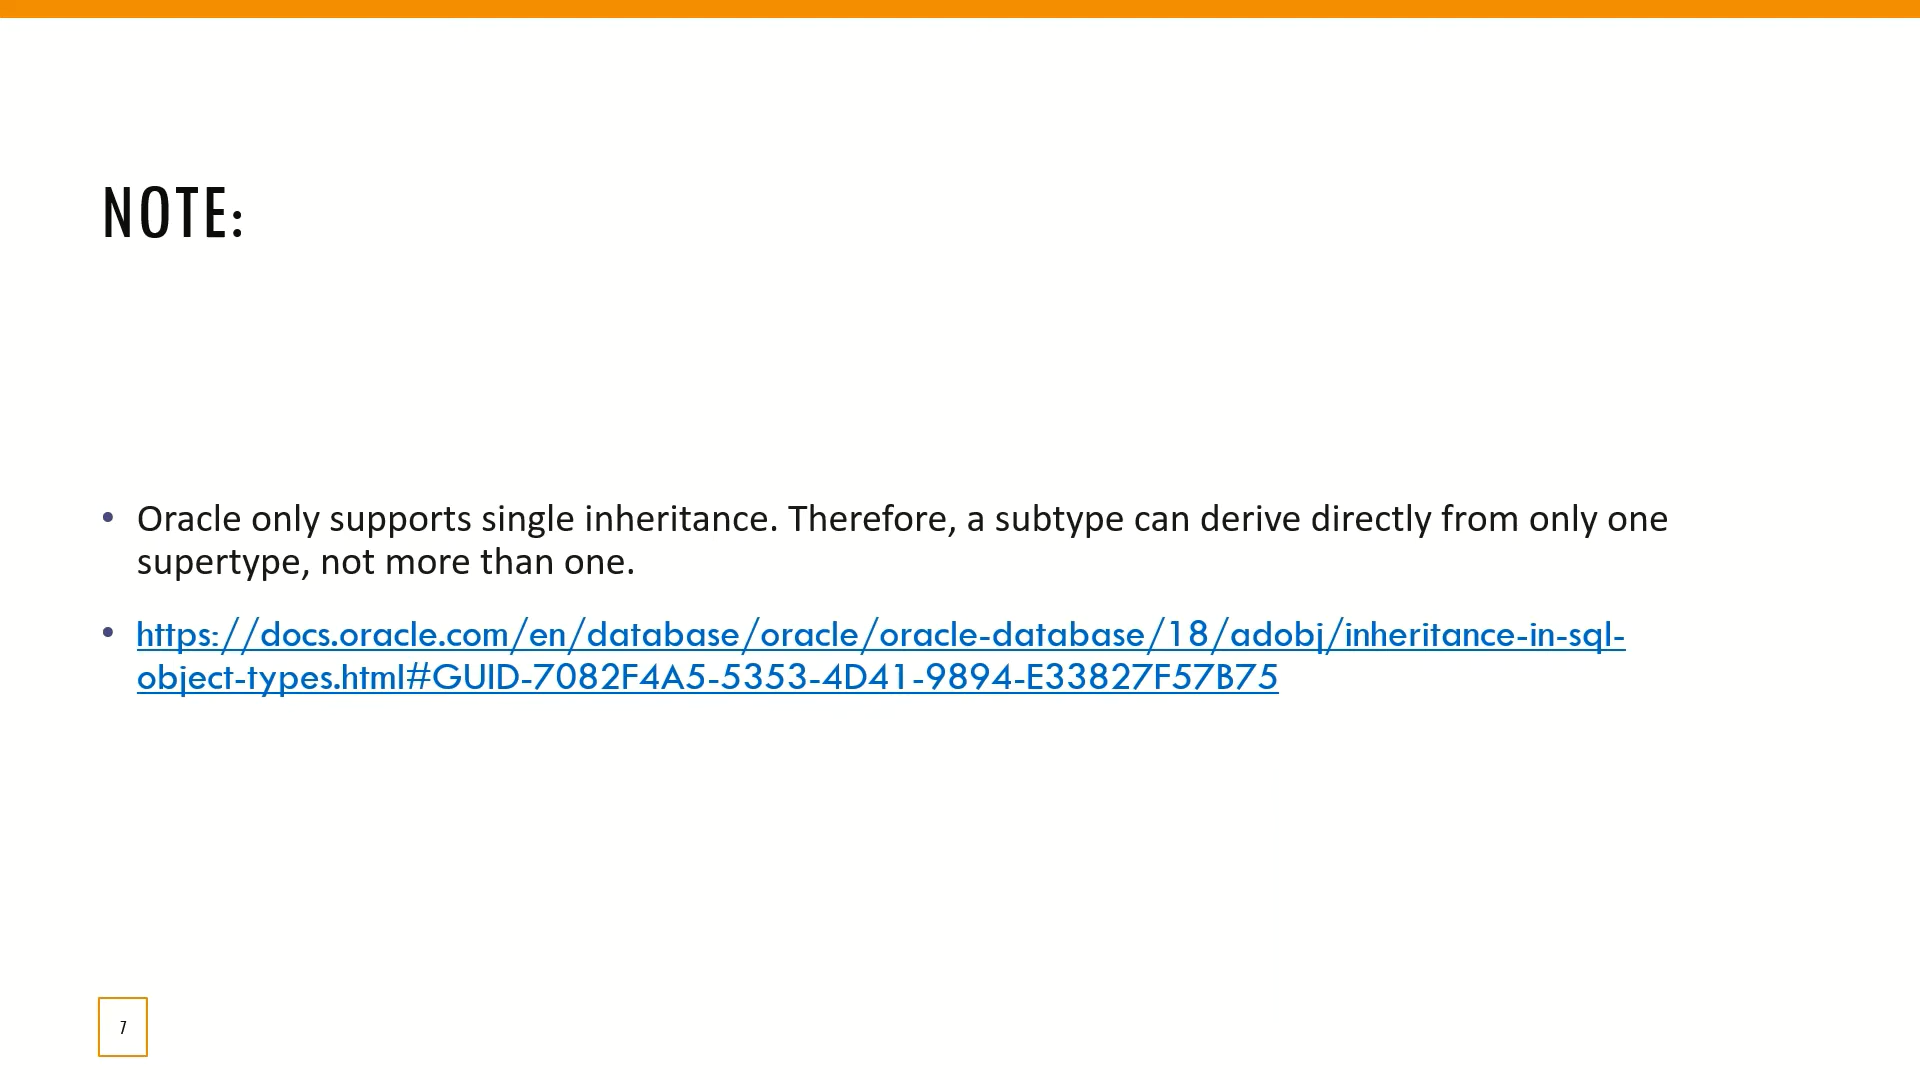 NOTE:
• Oracle only supports single inheritance. Therefore, a subtype can derive directly from only one
supertype, not more than one.
• https://docs.oracle.com/en/database/oracle/oracle-database/18/adobj/inheritance-in-sql-
object-types.html#GUID-7082F4A5-5353-4D41-9894-E33827F57B75
7